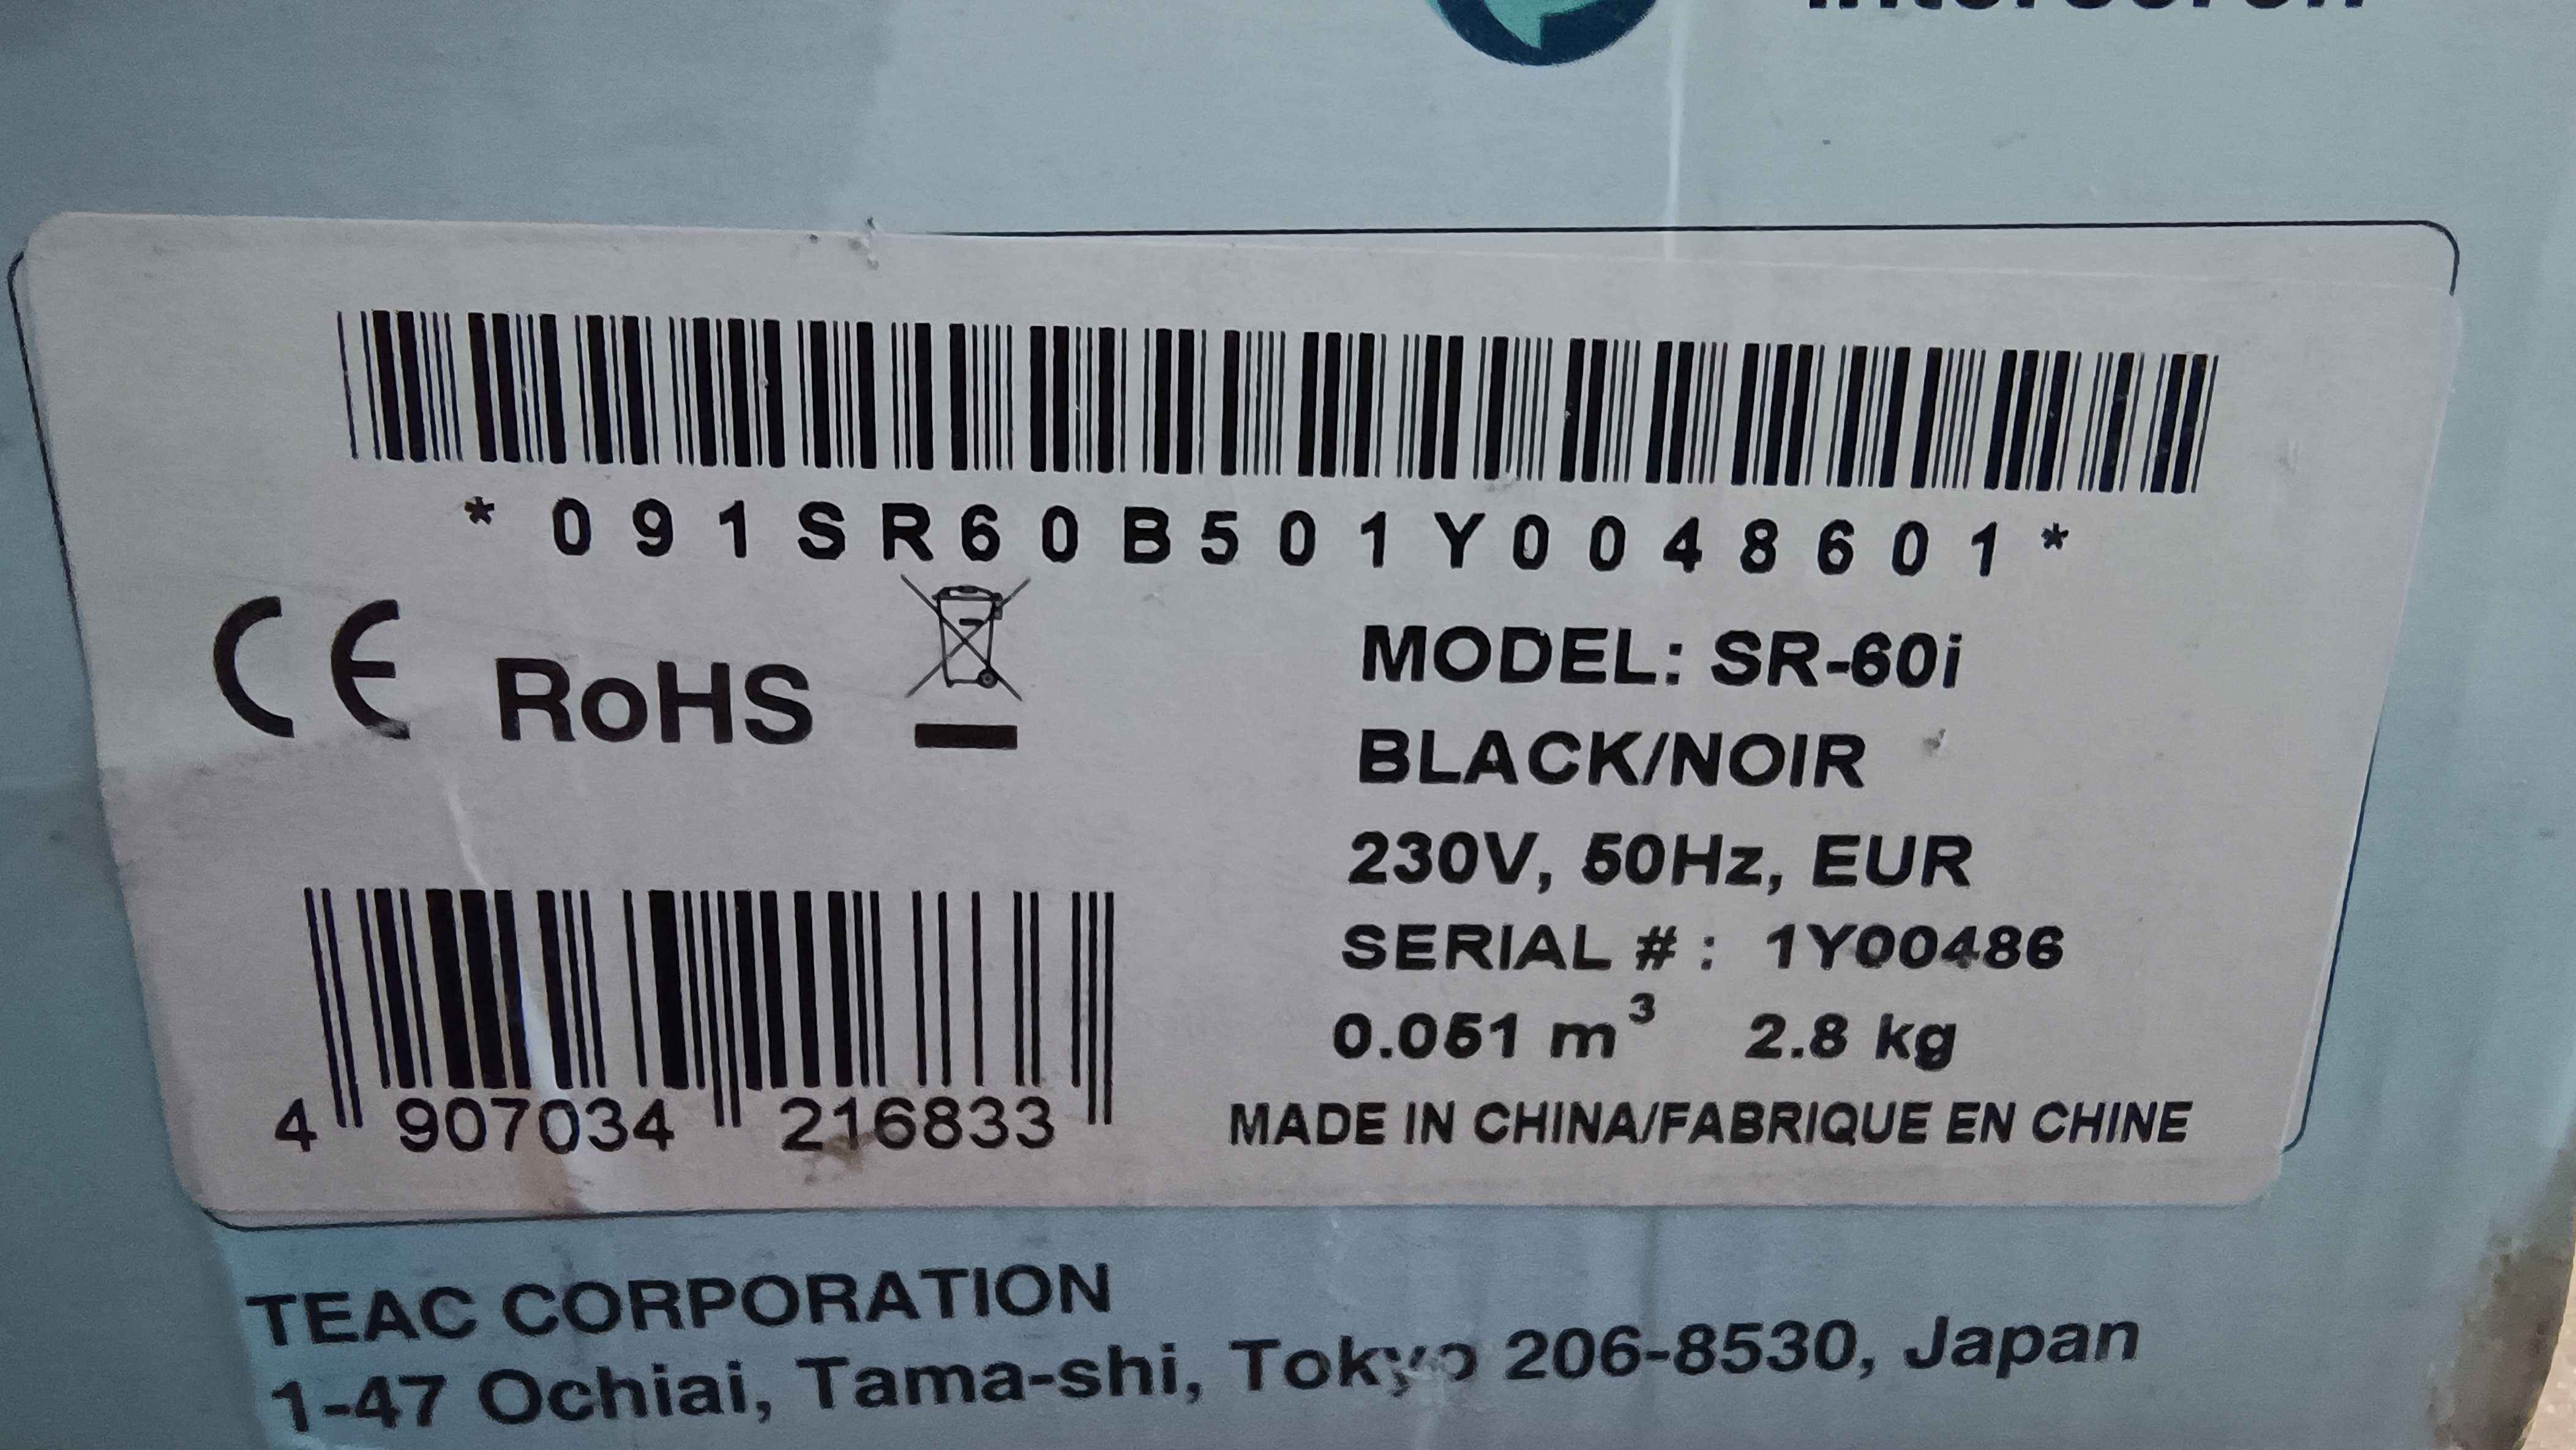 *091SR60B501Y0048601*
CE RoHS
MODEL: SR-60i
BLACK/NOIR
230V, 50Hz, EUR
SERIAL # : 1Y00486
0.051 m³ 2.8 kg
MADE IN CHINA/FABRIQUE EN CHINE
4 907034 216833
TEAC CORPORATION
1-47 Ochiai, Tama-shi, Tokyo 206-8530, Japan